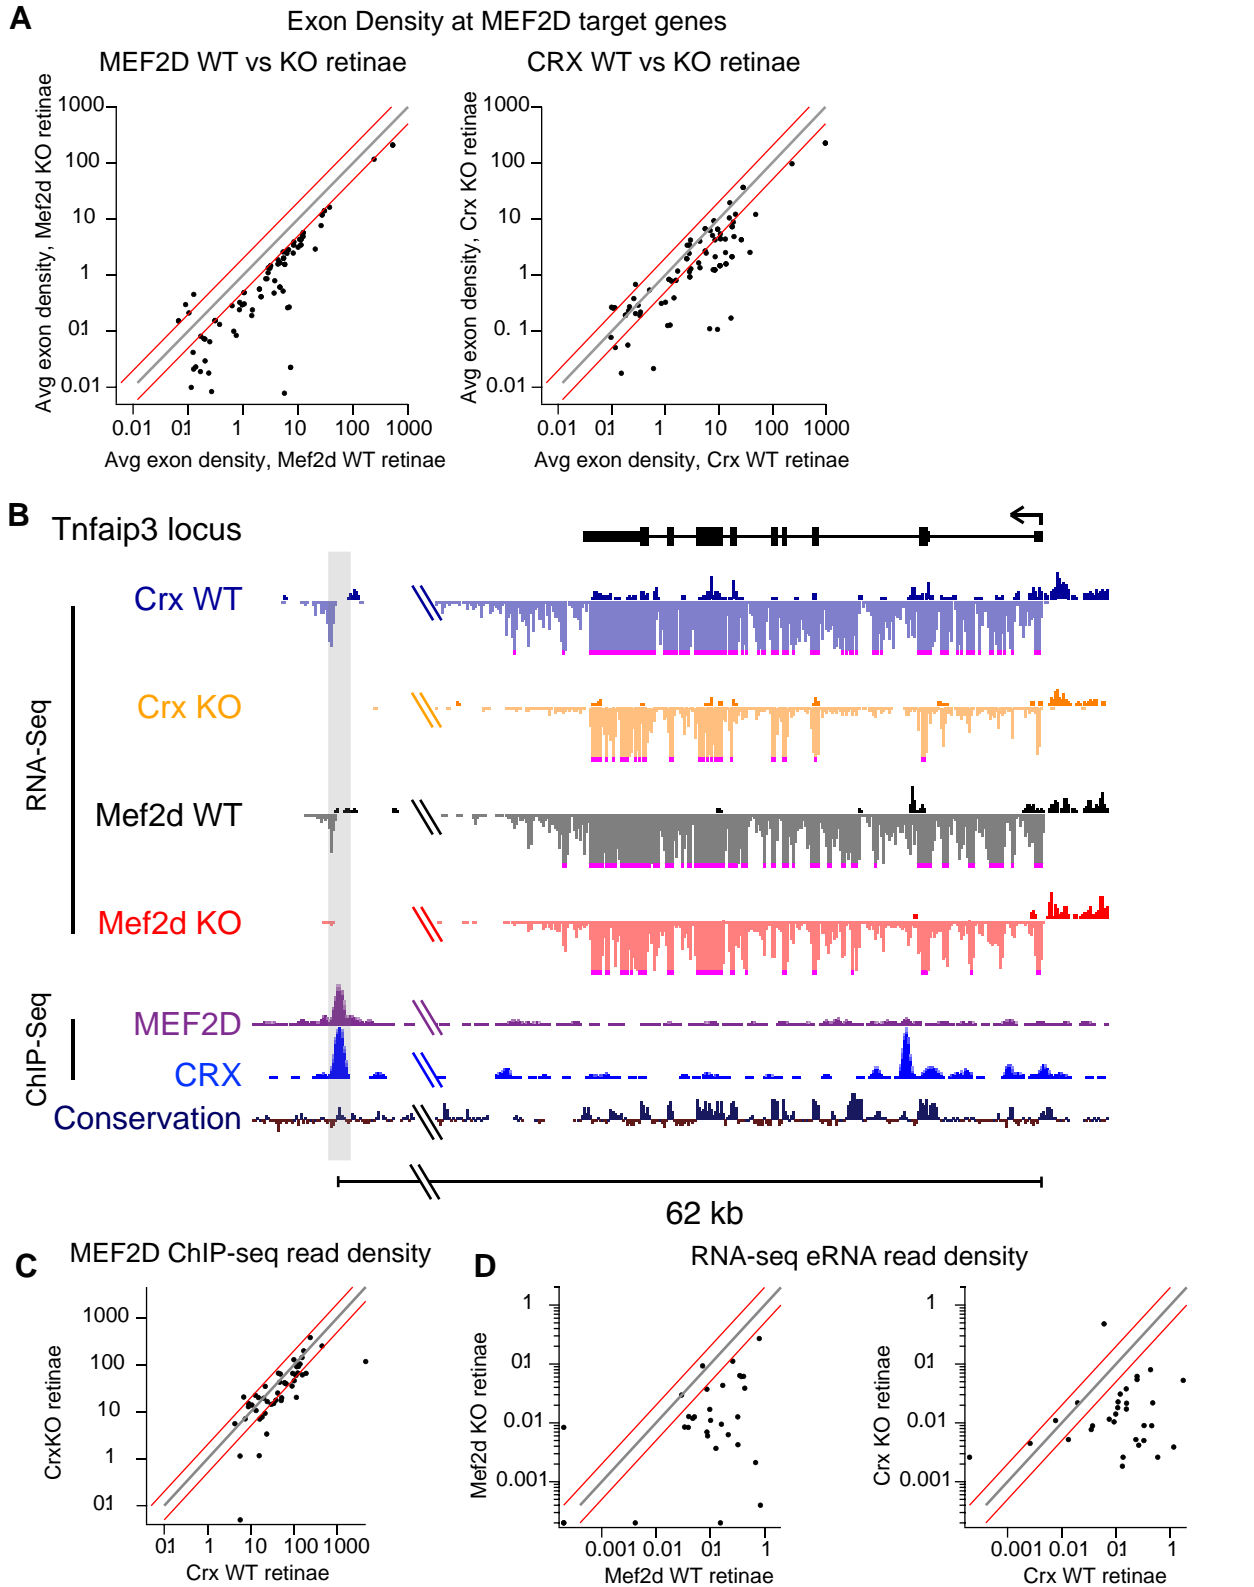 A
Exon Density at MEF2D target genes
MEF2D WT vs KO retinae
CRX WT vs KO retinae
Avg exon density, Mef2d KO retinae
1000
100
10
1
01
0.01
0.01 01 1 10 100 1000
Avg exon density, Mef2d WT retinae
Avg exon density, Crx KO retinae
1000
100
10
1
0.1
0.01
0.01 01 1 10 100 1000
Avg exon density, Crx WT retinae
B
Tnfaip3 locus
RNA-Seq
Crx WT
Crx KO
Mef2d WT
Mef2d KO
ChIP-Seq
MEF2D
CRX
Conservation
62 kb
C
MEF2D ChIP-seq read density
CrxKO retinae
1000
100
10
1
01
01 1 10 100 1000
Crx WT retinae
D
RNA-seq eRNA read density
Mef2d KO retinae
1
01
0.01
0.001
0.001 0.01 01 1
Mef2d WT retinae
Crx KO retinae
1
01
0.01
0.001
0.001 0.01 01 1
Crx WT retinae